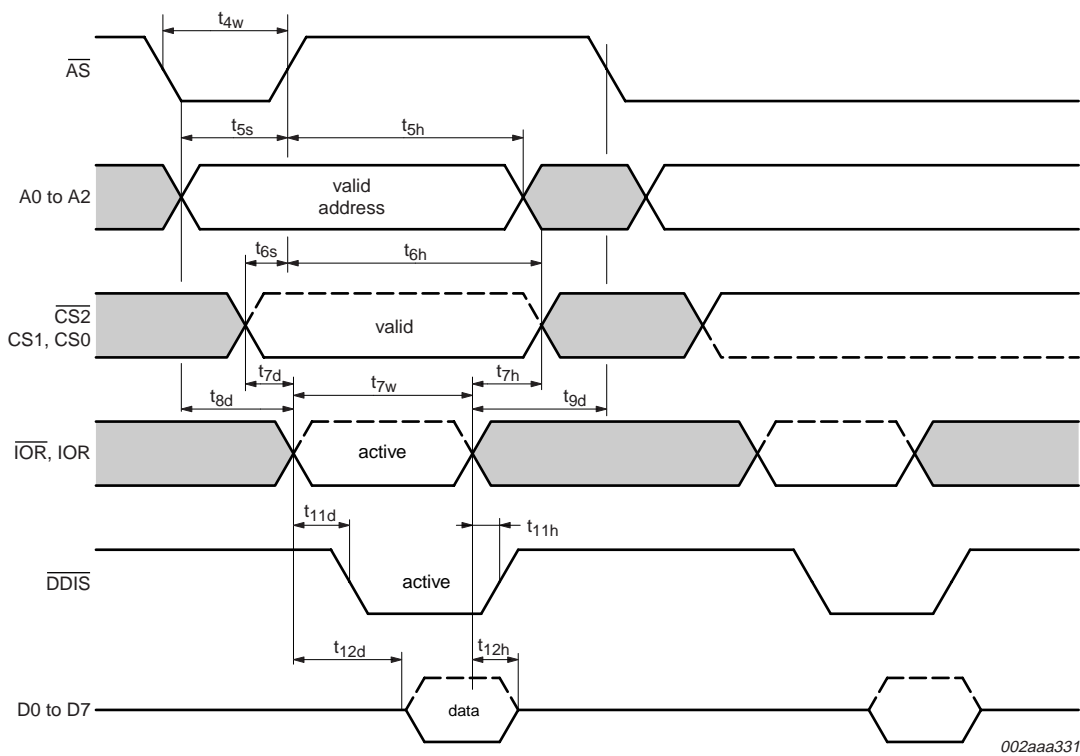 t4w
AS
t5s
t5h
A0 to A2
valid
address
t6s
t6h
CS2
CS1, CS0
valid
t7d
t7w
t7h
t8d
t9d
IOR, IOR
active
t11d
t11h
DDIS
active
t12d
t12h
D0 to D7
data
002aaa331